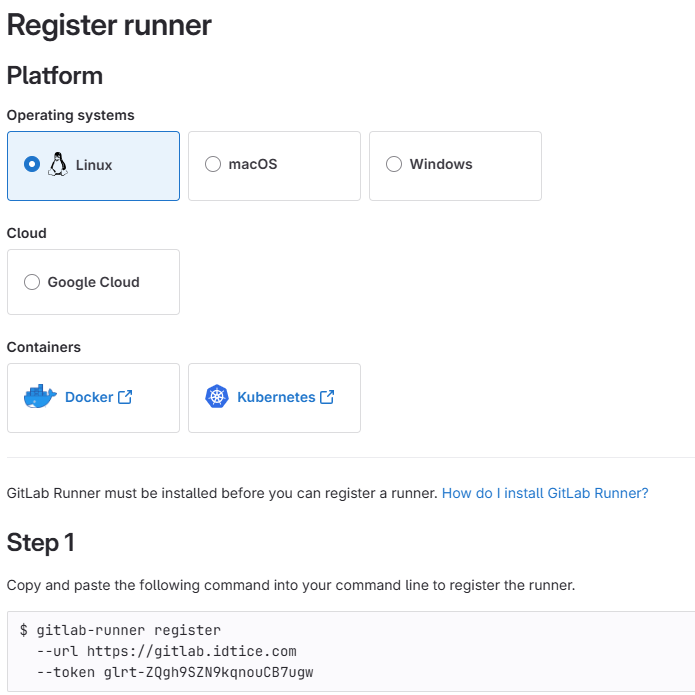 Register runner
Platform
Operating systems
Linux
macOS
Windows
Cloud
Google Cloud
Containers
Docker
Kubernetes
GitLab Runner must be installed before you can register a runner. How do I install GitLab Runner?
Step 1
Copy and paste the following command into your command line to register the runner.
$ gitlab-runner register
--url https://gitlab.idtice.com
--token glrt-ZQgh9SZN9kqnouCB7ugw